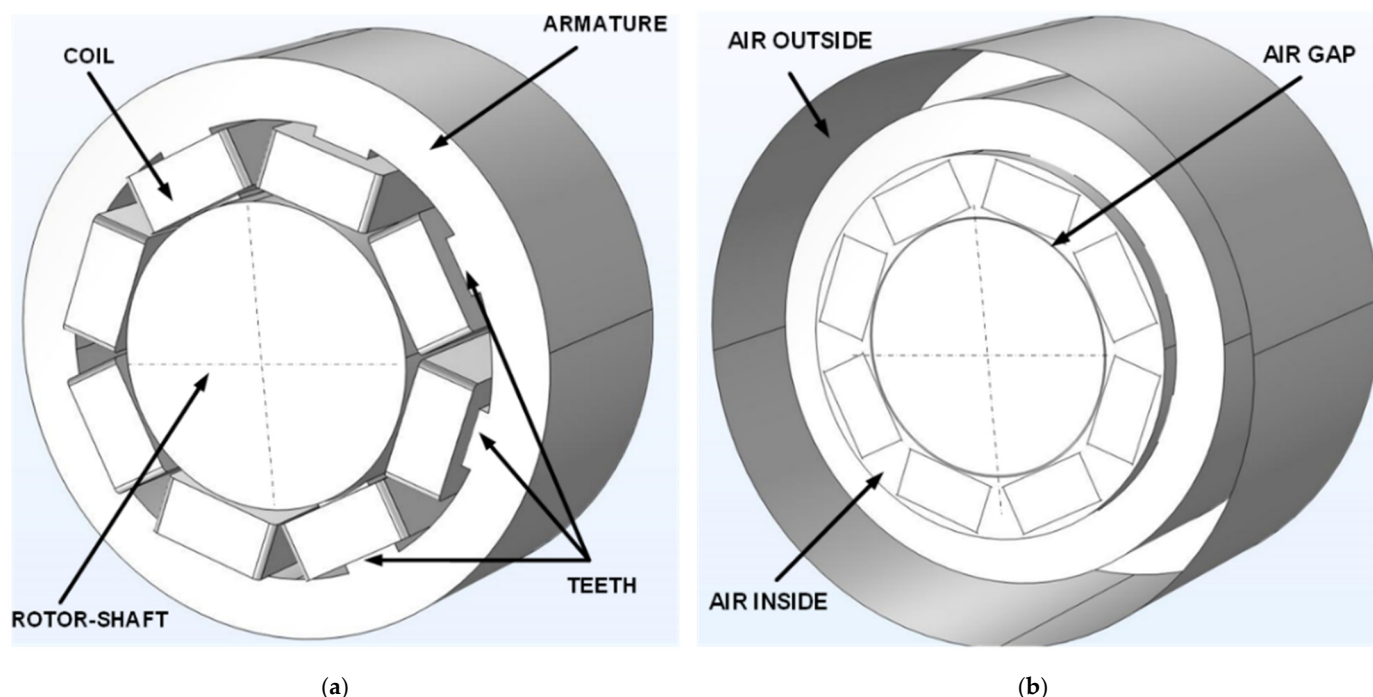 ARMATURE
COIL
TEETH
ROTOR-SHAFT
(a)
AIR OUTSIDE
AIR GAP
AIR INSIDE
(b)